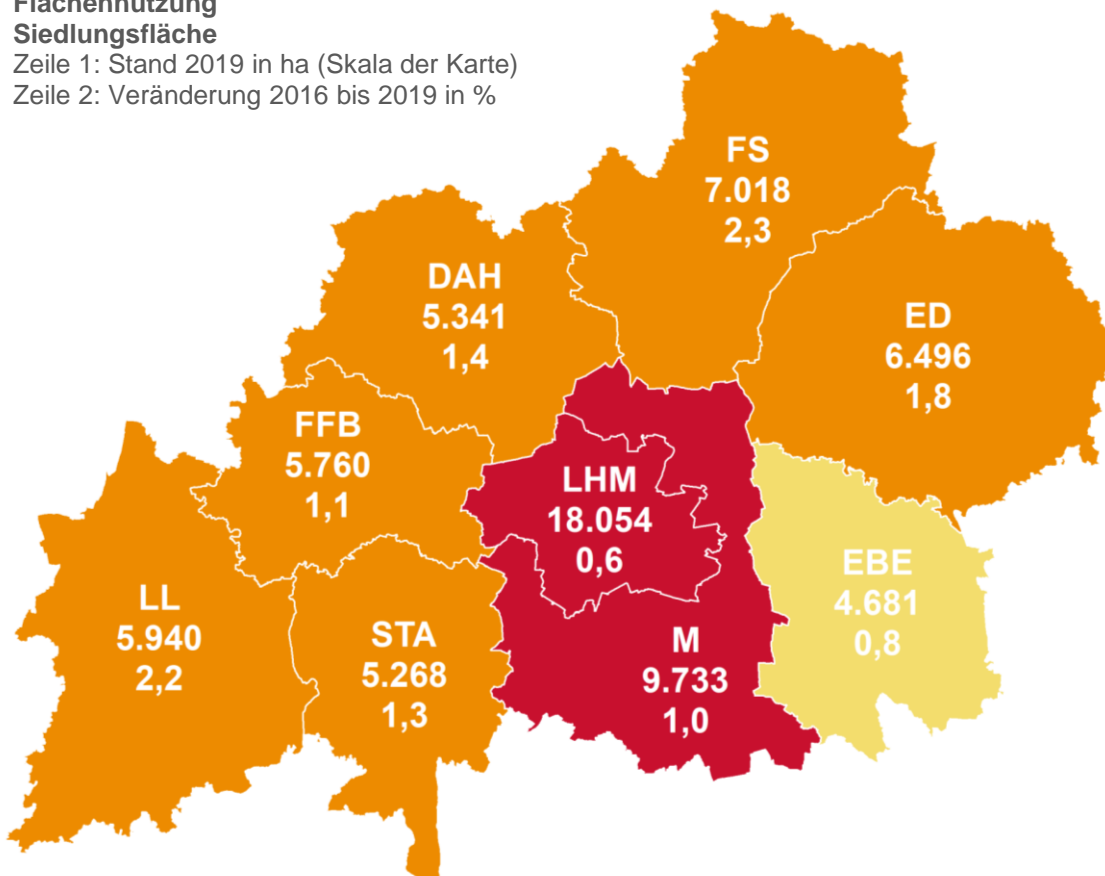 Flächennutzung
Siedlungsfläche
Zeile 1: Stand 2019 in ha (Skala der Karte)
Zeile 2: Veränderung 2016 bis 2019 in %
FS
7.018
2,3
DAH
5.341
1,4
ED
6.496
1,8
FFB
5.760
1,1
LHM
18.054
0,6
EBE
4.681
0,8
LL
5.940
2,2
STA
5.268
1,3
M
9.733
1,0